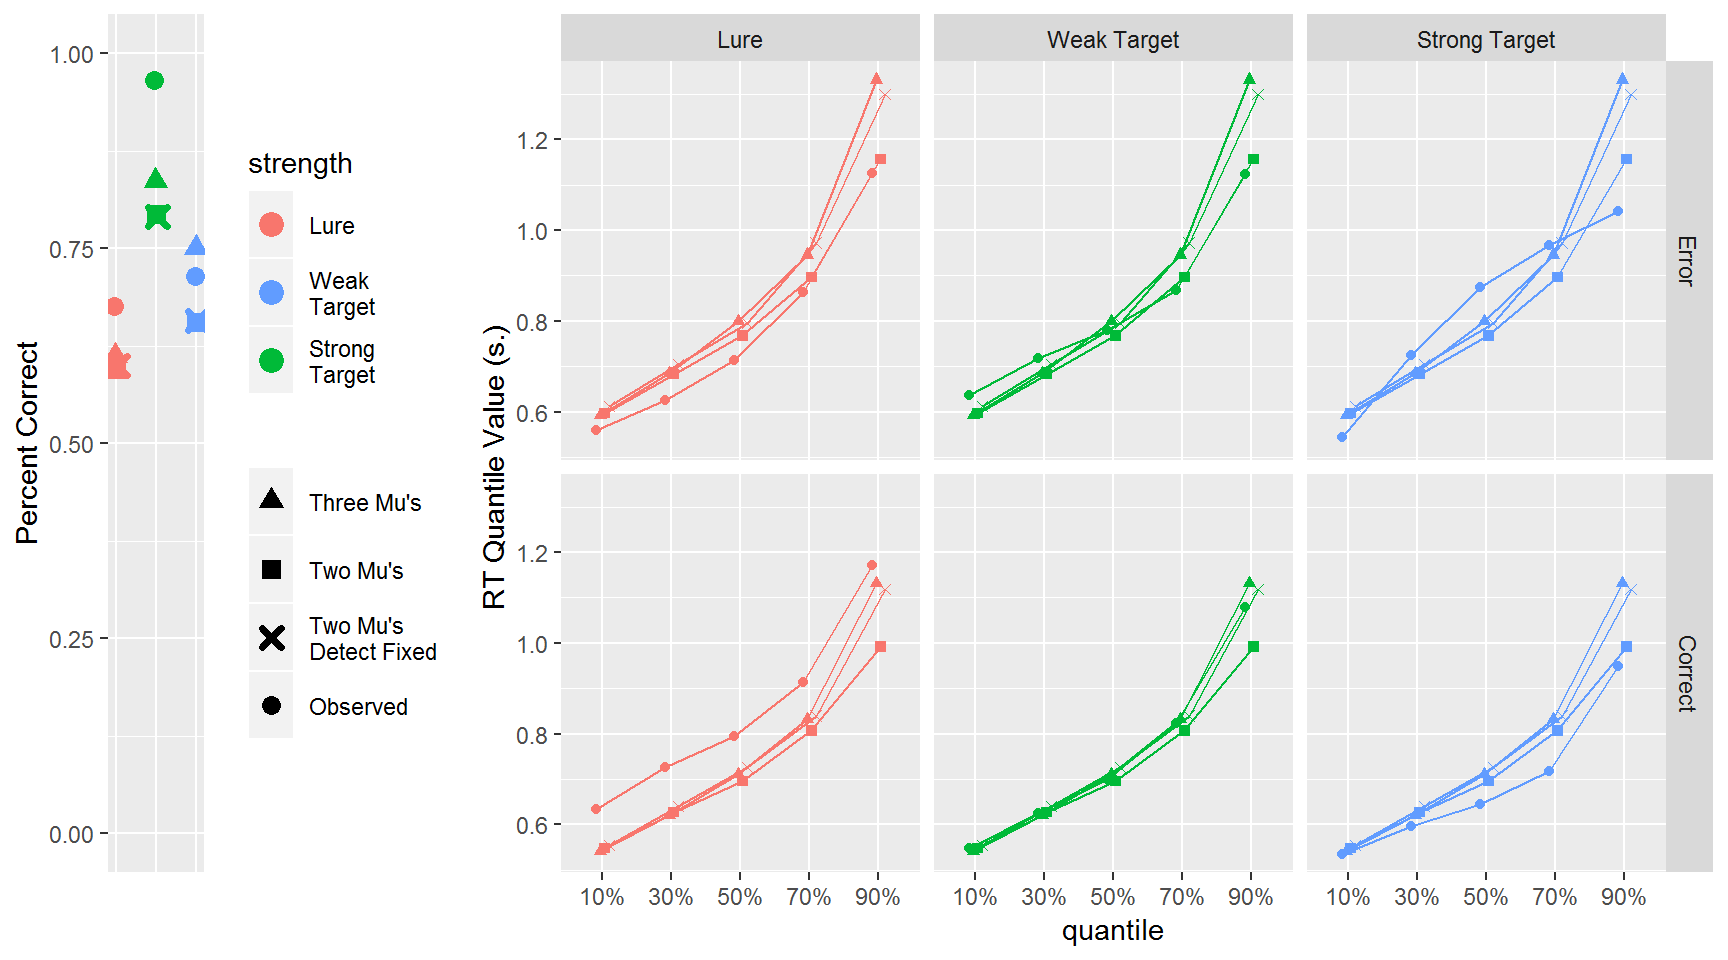 Percent Correct
1.00
0.75
0.50
0.25
0.00
strength
Lure
Weak
Target
Strong
Target
Three Mu's
Two Mu's
Two Mu's
Detect Fixed
Observed
RT Quantile Value (s.)
Lure
Weak Target
Strong Target
1.2
1.0
0.8
0.6
Error
1.2
1.0
0.8
0.6
Correct
10% 30% 50% 70% 90%
10% 30% 50% 70% 90%
10% 30% 50% 70% 90%
quantile